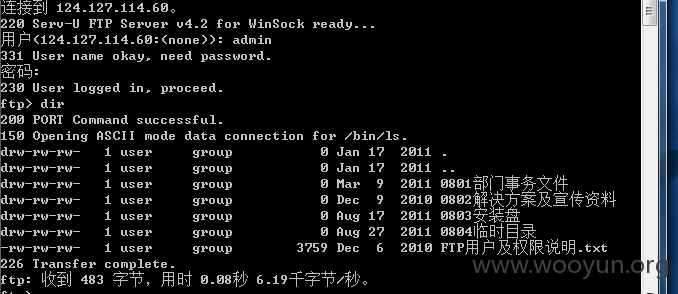 连接到 124.127.114.60。
220 Serv-U FTP Server v4.2 for WinSock ready...
用户(124.127.114.60:(none)): admin
331 User name okay, need password.
密码:
230 User logged in, proceed.
ftp> dir
200 PORT Command successful.
150 Opening ASCII mode data connection for /bin/ls.
drw-rw-rw-   1 user     group           0 Jan 17  2011 .
drw-rw-rw-   1 user     group           0 Jan 17  2011 ..
drw-rw-rw-   1 user     group           0 Mar  9  2011 0801部门事务文件
drw-rw-rw-   1 user     group           0 Dec  9  2010 0802解决方案及宣传资料
drw-rw-rw-   1 user     group           0 Aug 17  2011 0803安装盘
drw-rw-rw-   1 user     group           0 Aug 27  2011 0804临时目录
-rw-rw-rw-   1 user     group        3759 Dec  6  2010 FTP用户及权限说明.txt
226 Transfer complete.
ftp: 收到 483 字节，用时 0.08秒 6.19千字节/秒。
www.wooyun.org